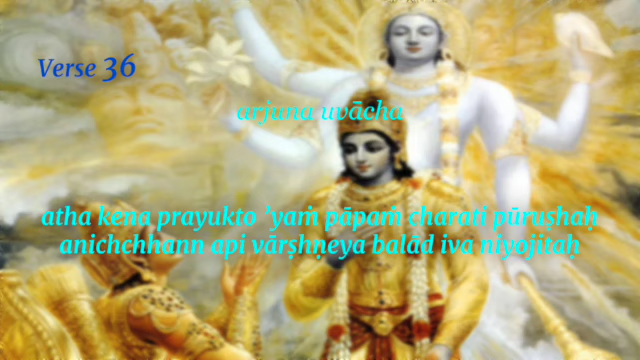 Verse 36
arjuna uvācha
atha kena prayukto ’yaṁ pāpaṁ charati pūruṣhaḥ
anichchhann api vārṣhṇeya balād iva niyojitaḥ